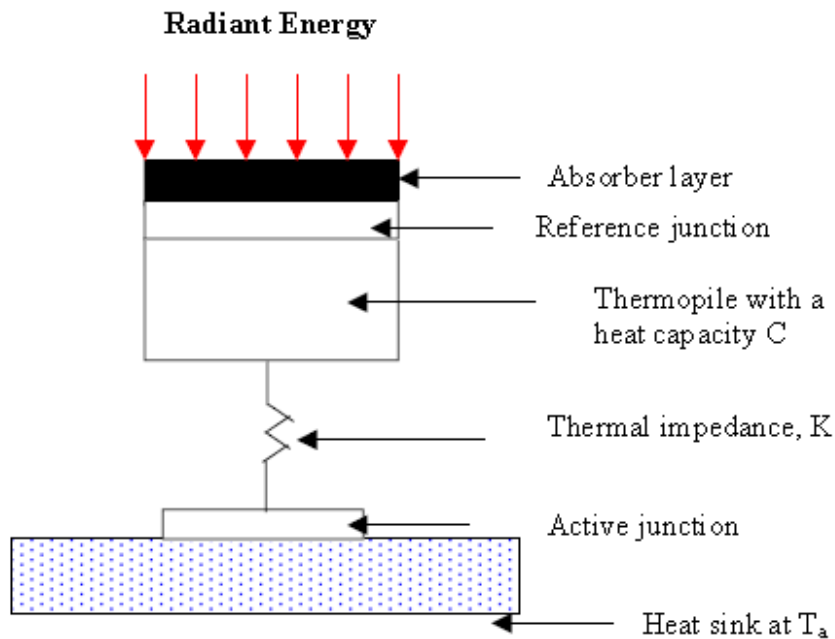 Radiant Energy
Absorber layer
Reference junction
Thermopile with a
heat capacity C
Thermal impedance, K
Active junction
Heat sink at Tₐ